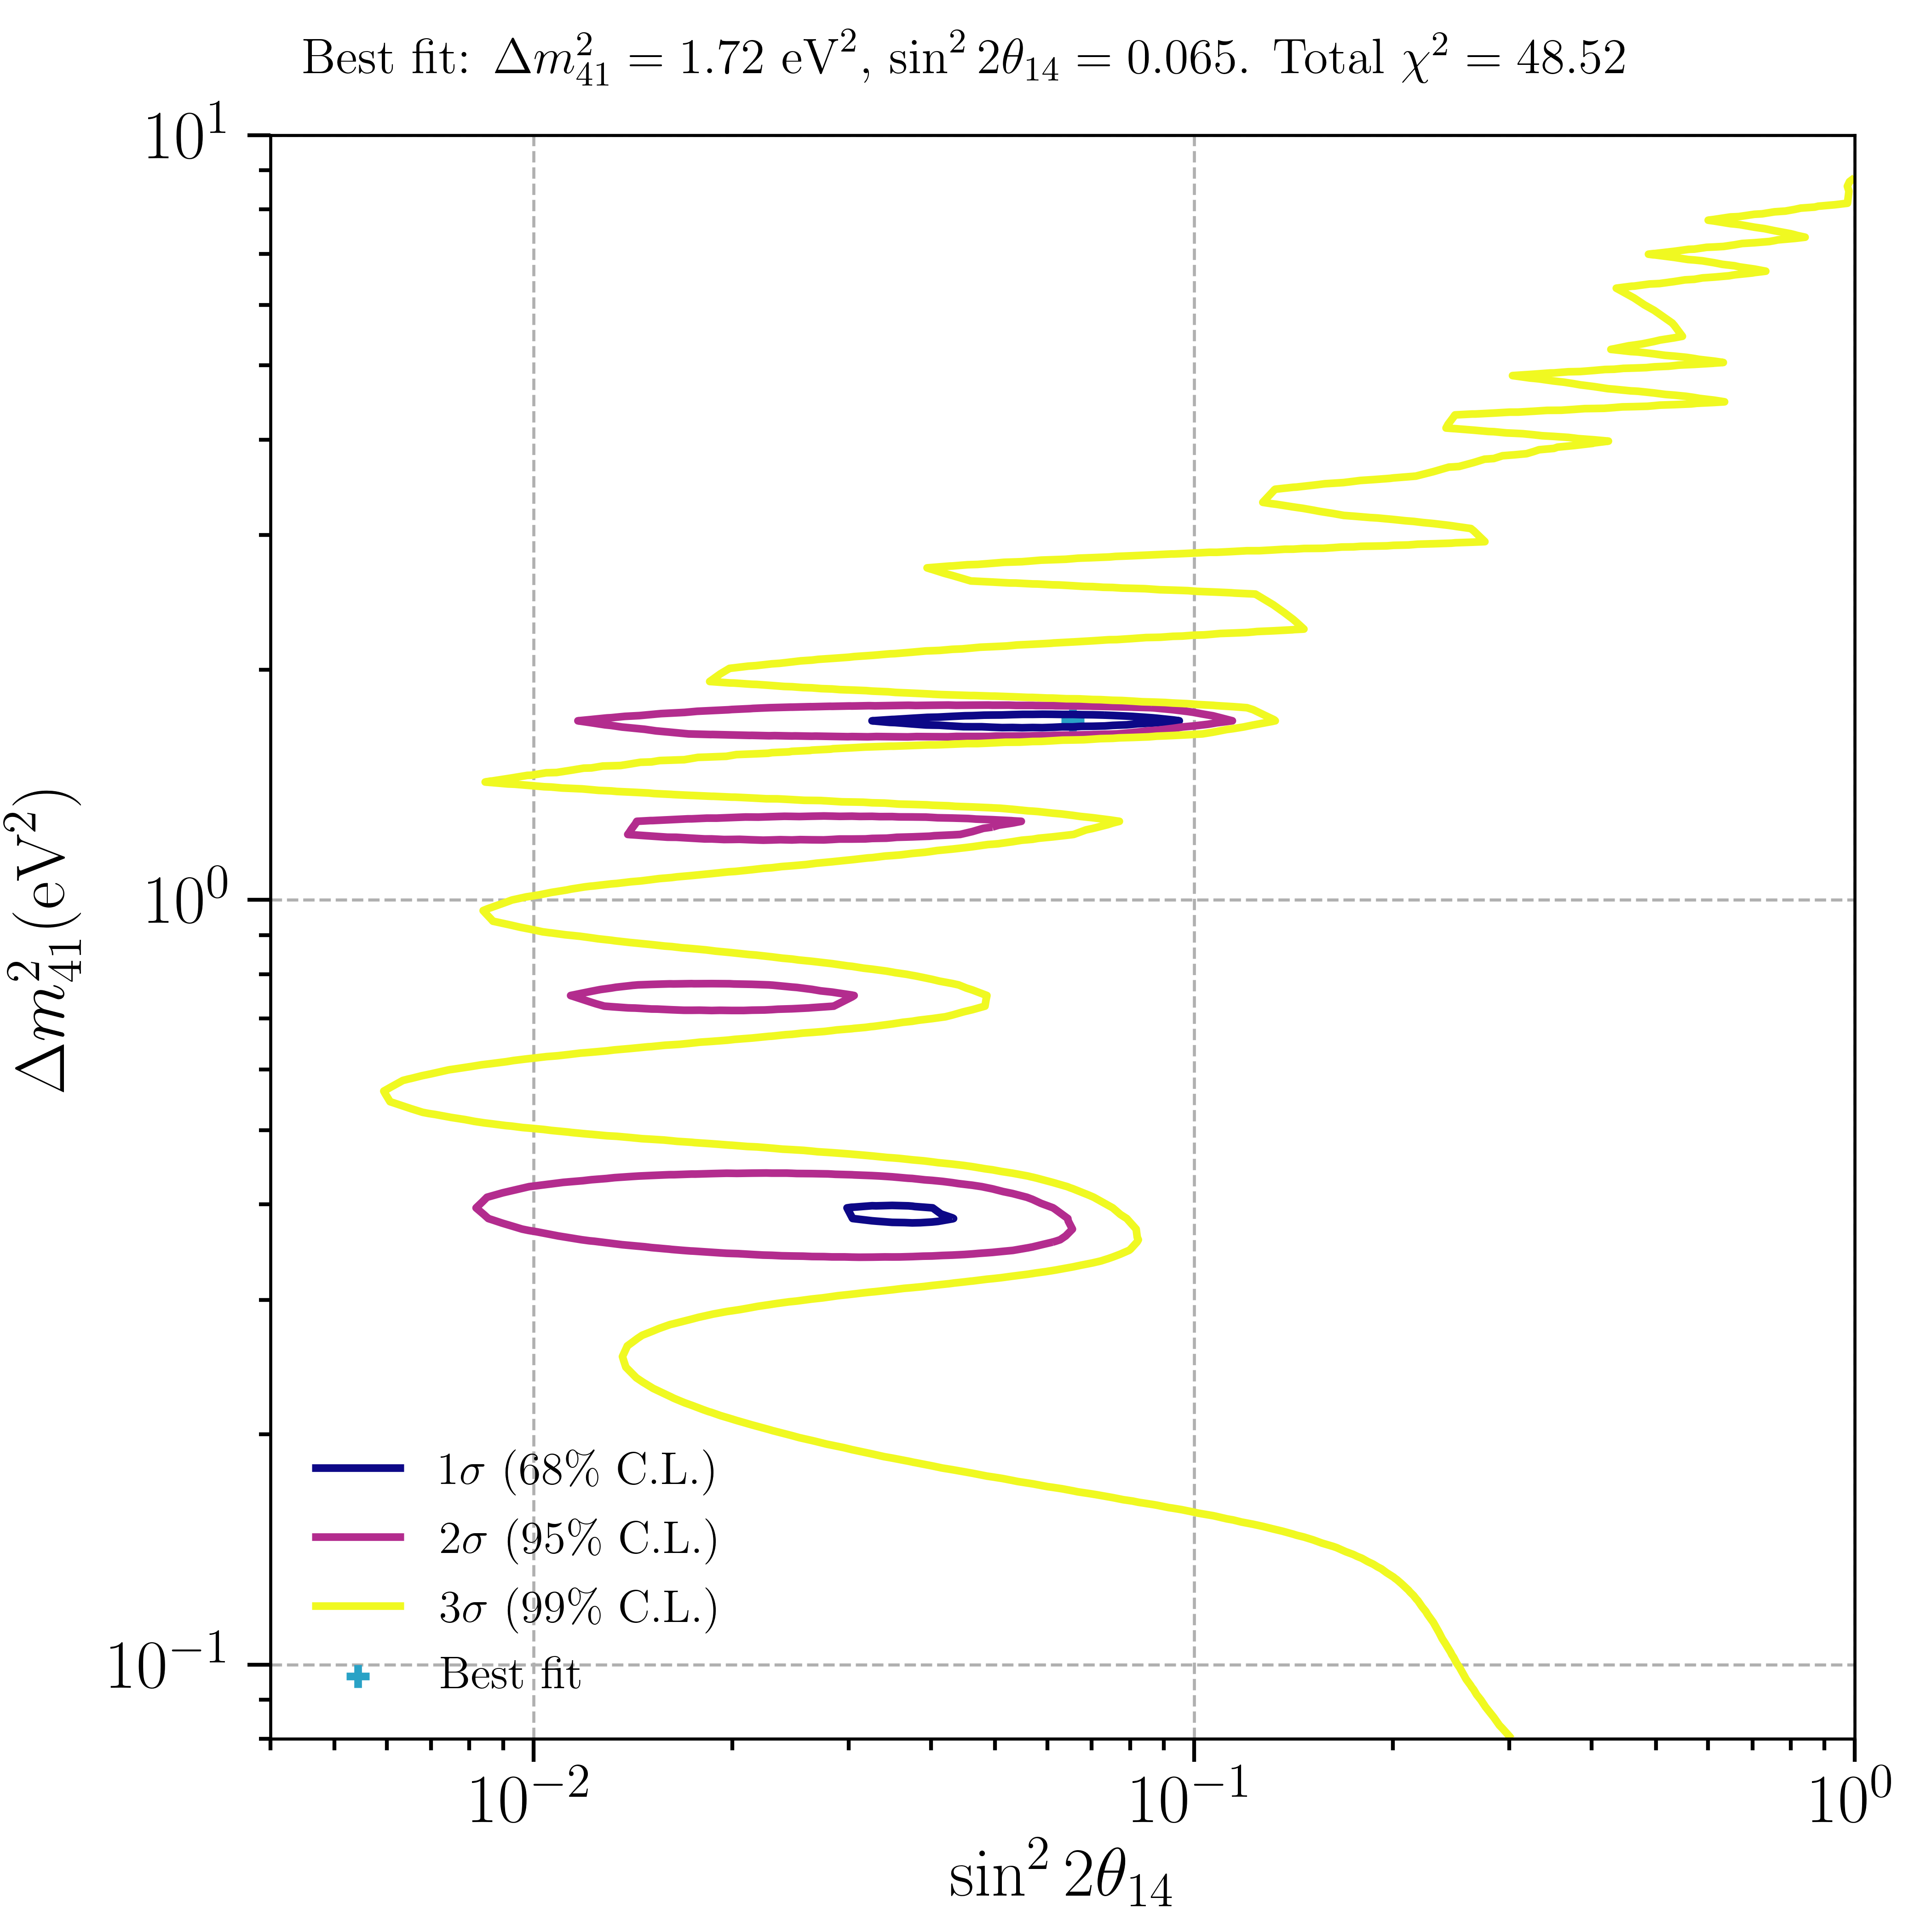 Best fit: Δm²₄₁ = 1.72 eV², sin² 2θ₁₄ = 0.065. Total χ² = 48.52
10¹
10⁰
10⁻¹
Δm²₄₁(eV²)
1σ (68% C.L.)
2σ (95% C.L.)
3σ (99% C.L.)
Best fit
10⁻²
10⁻¹
10⁰
sin² 2θ₁₄